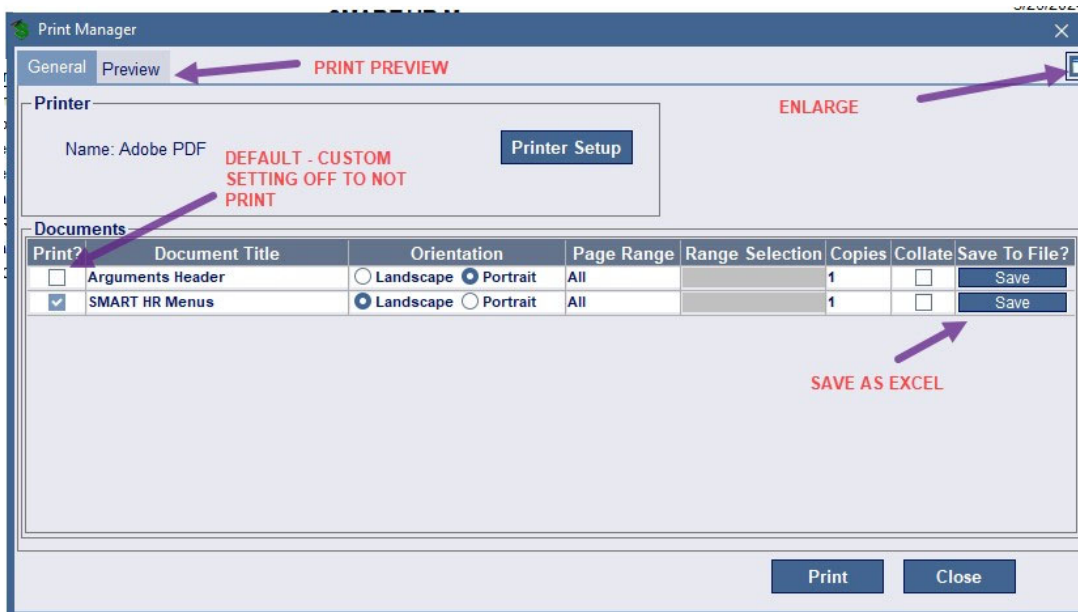 Print Manager
General Preview PRINT PREVIEW
ENLARGE
Printer
Name: Adobe PDF Printer Setup
DEFAULT - CUSTOM
SETTING OFF TO NOT
PRINT
Documents
Print? Document Title Orientation Page Range Range Selection Copies Collate Save To File?
Arguments Header Landscape Portrait All 1 Save
SMART HR Menus Landscape Portrait All 1 Save
SAVE AS EXCEL
Print Close